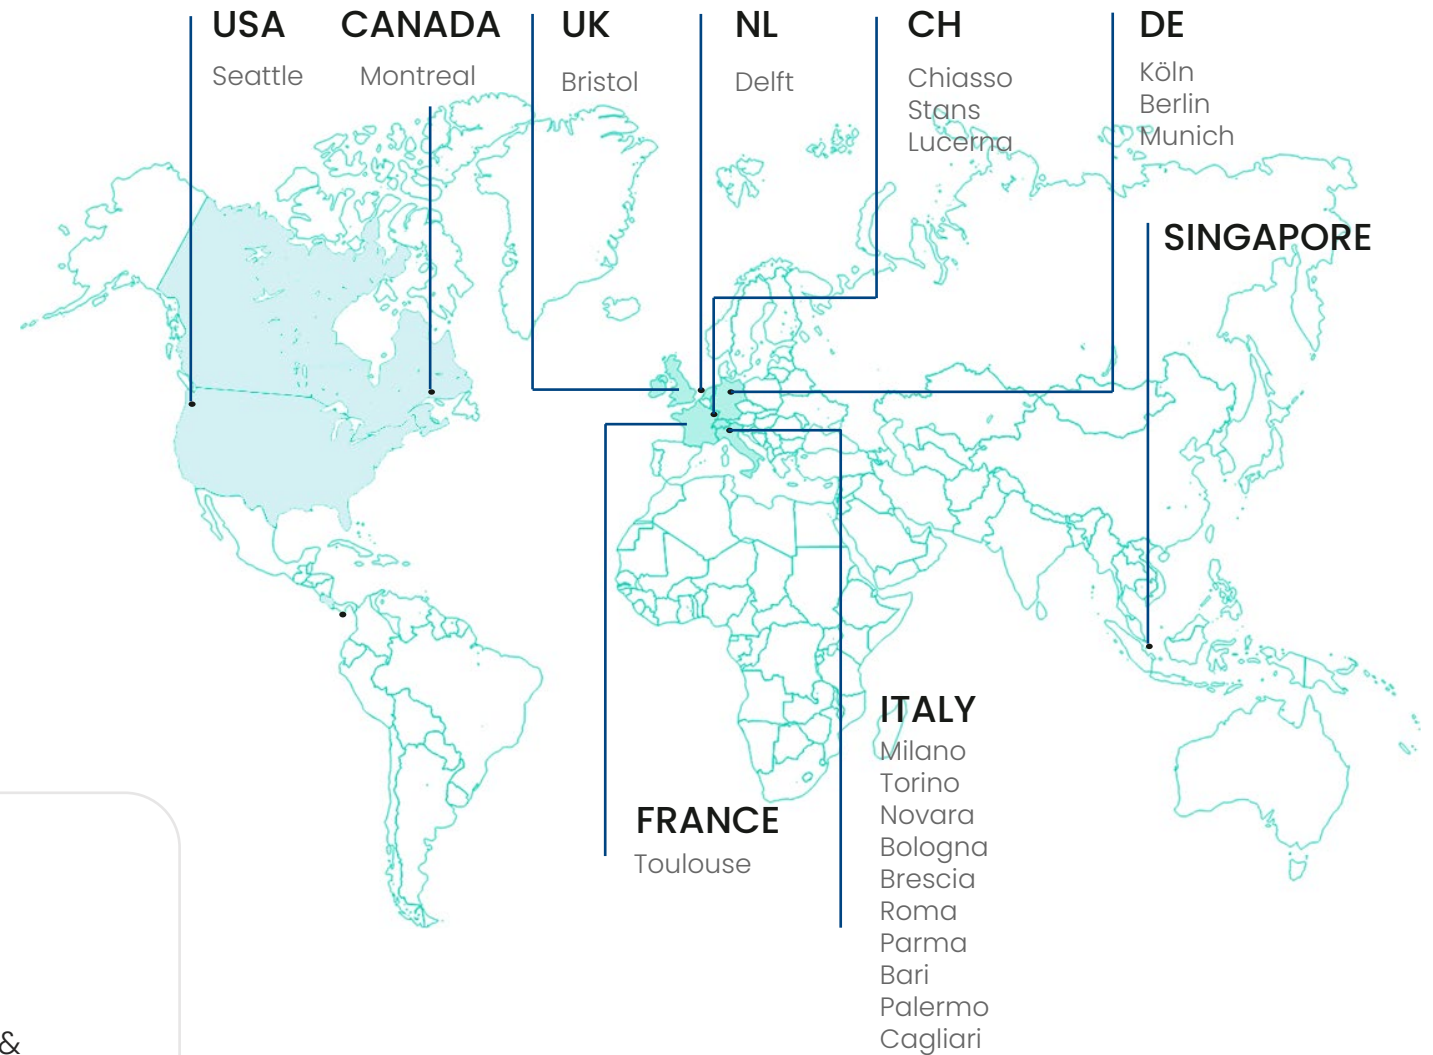 USA
Seattle
CANADA
Montreal
UK
Bristol
NL
Delft
CH
Chiasso
Stans
Lucerna
DE
Köln
Berlin
Munich
SINGAPORE
ITALY
Milano
Torino
Novara
Bologna
Brescia
Roma
Parma
Bari
Palermo
Cagliari
FRANCE
Toulouse
&